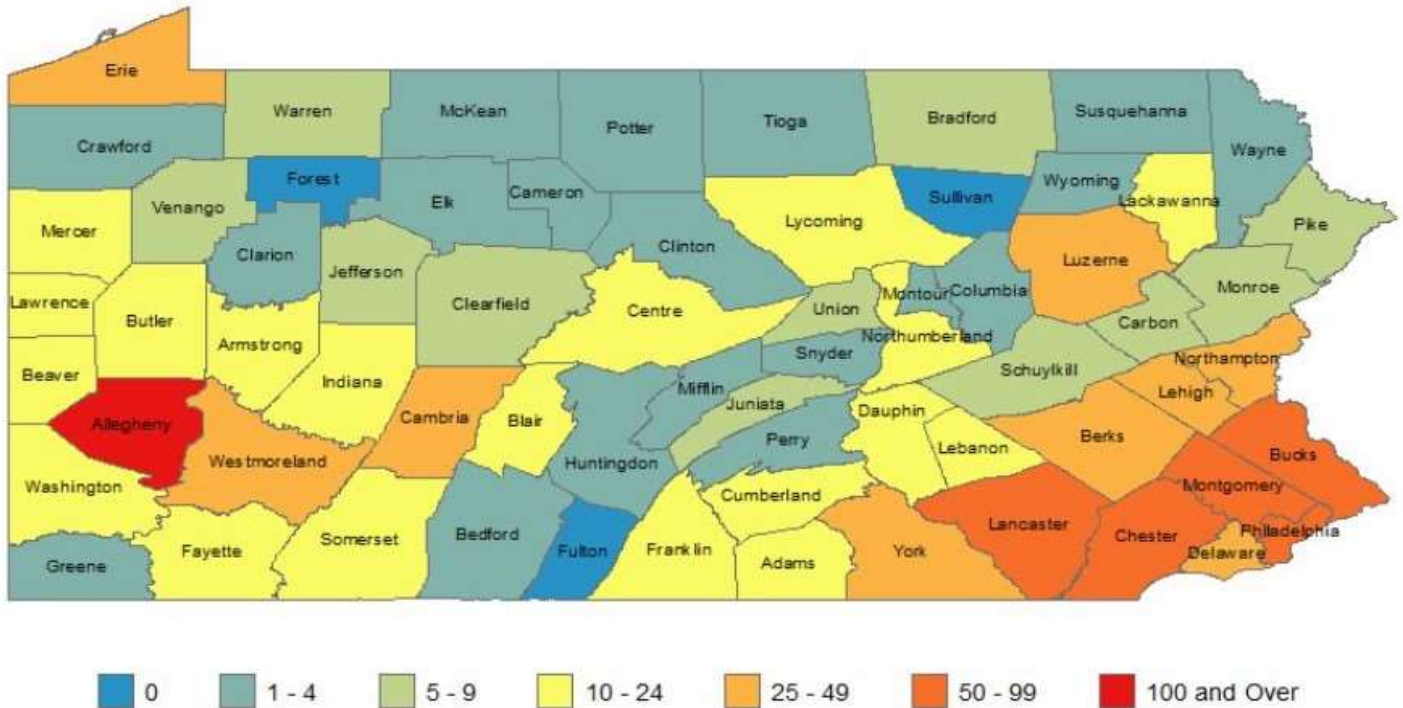 Erie
Warren
McKean
Potter
Tioga
Bradford
Susquehanna
Wayne
Crawford
Forest
Elk
Cameron
Sullivan
Wyoming
Lackawanna
Venango
Clarion
Lycoming
Pike
Mercer
Jefferson
Clinton
Luzerne
Lawrence
Butler
Clearfield
Centre
Union
Montour
Columbia
Monroe
Carbon
Armstrong
Northumberland
Beaver
Indiana
Snyder
Schuylkill
Northampton
Mifflin
Lehigh
Allegheny
Cambria
Blair
Juniata
Dauphin
Perry
Berks
Westmoreland
Huntingdon
Lebanon
Bucks
Washington
Cumberland
Montgomery
Somerset
Bedford
Lancaster
Chester
Philadelphia
Greene
Fayette
Fulton
Franklin
Adams
York
Delaware
0
1 - 4
5 - 9
10 - 24
25 - 49
50 - 99
100 and Over